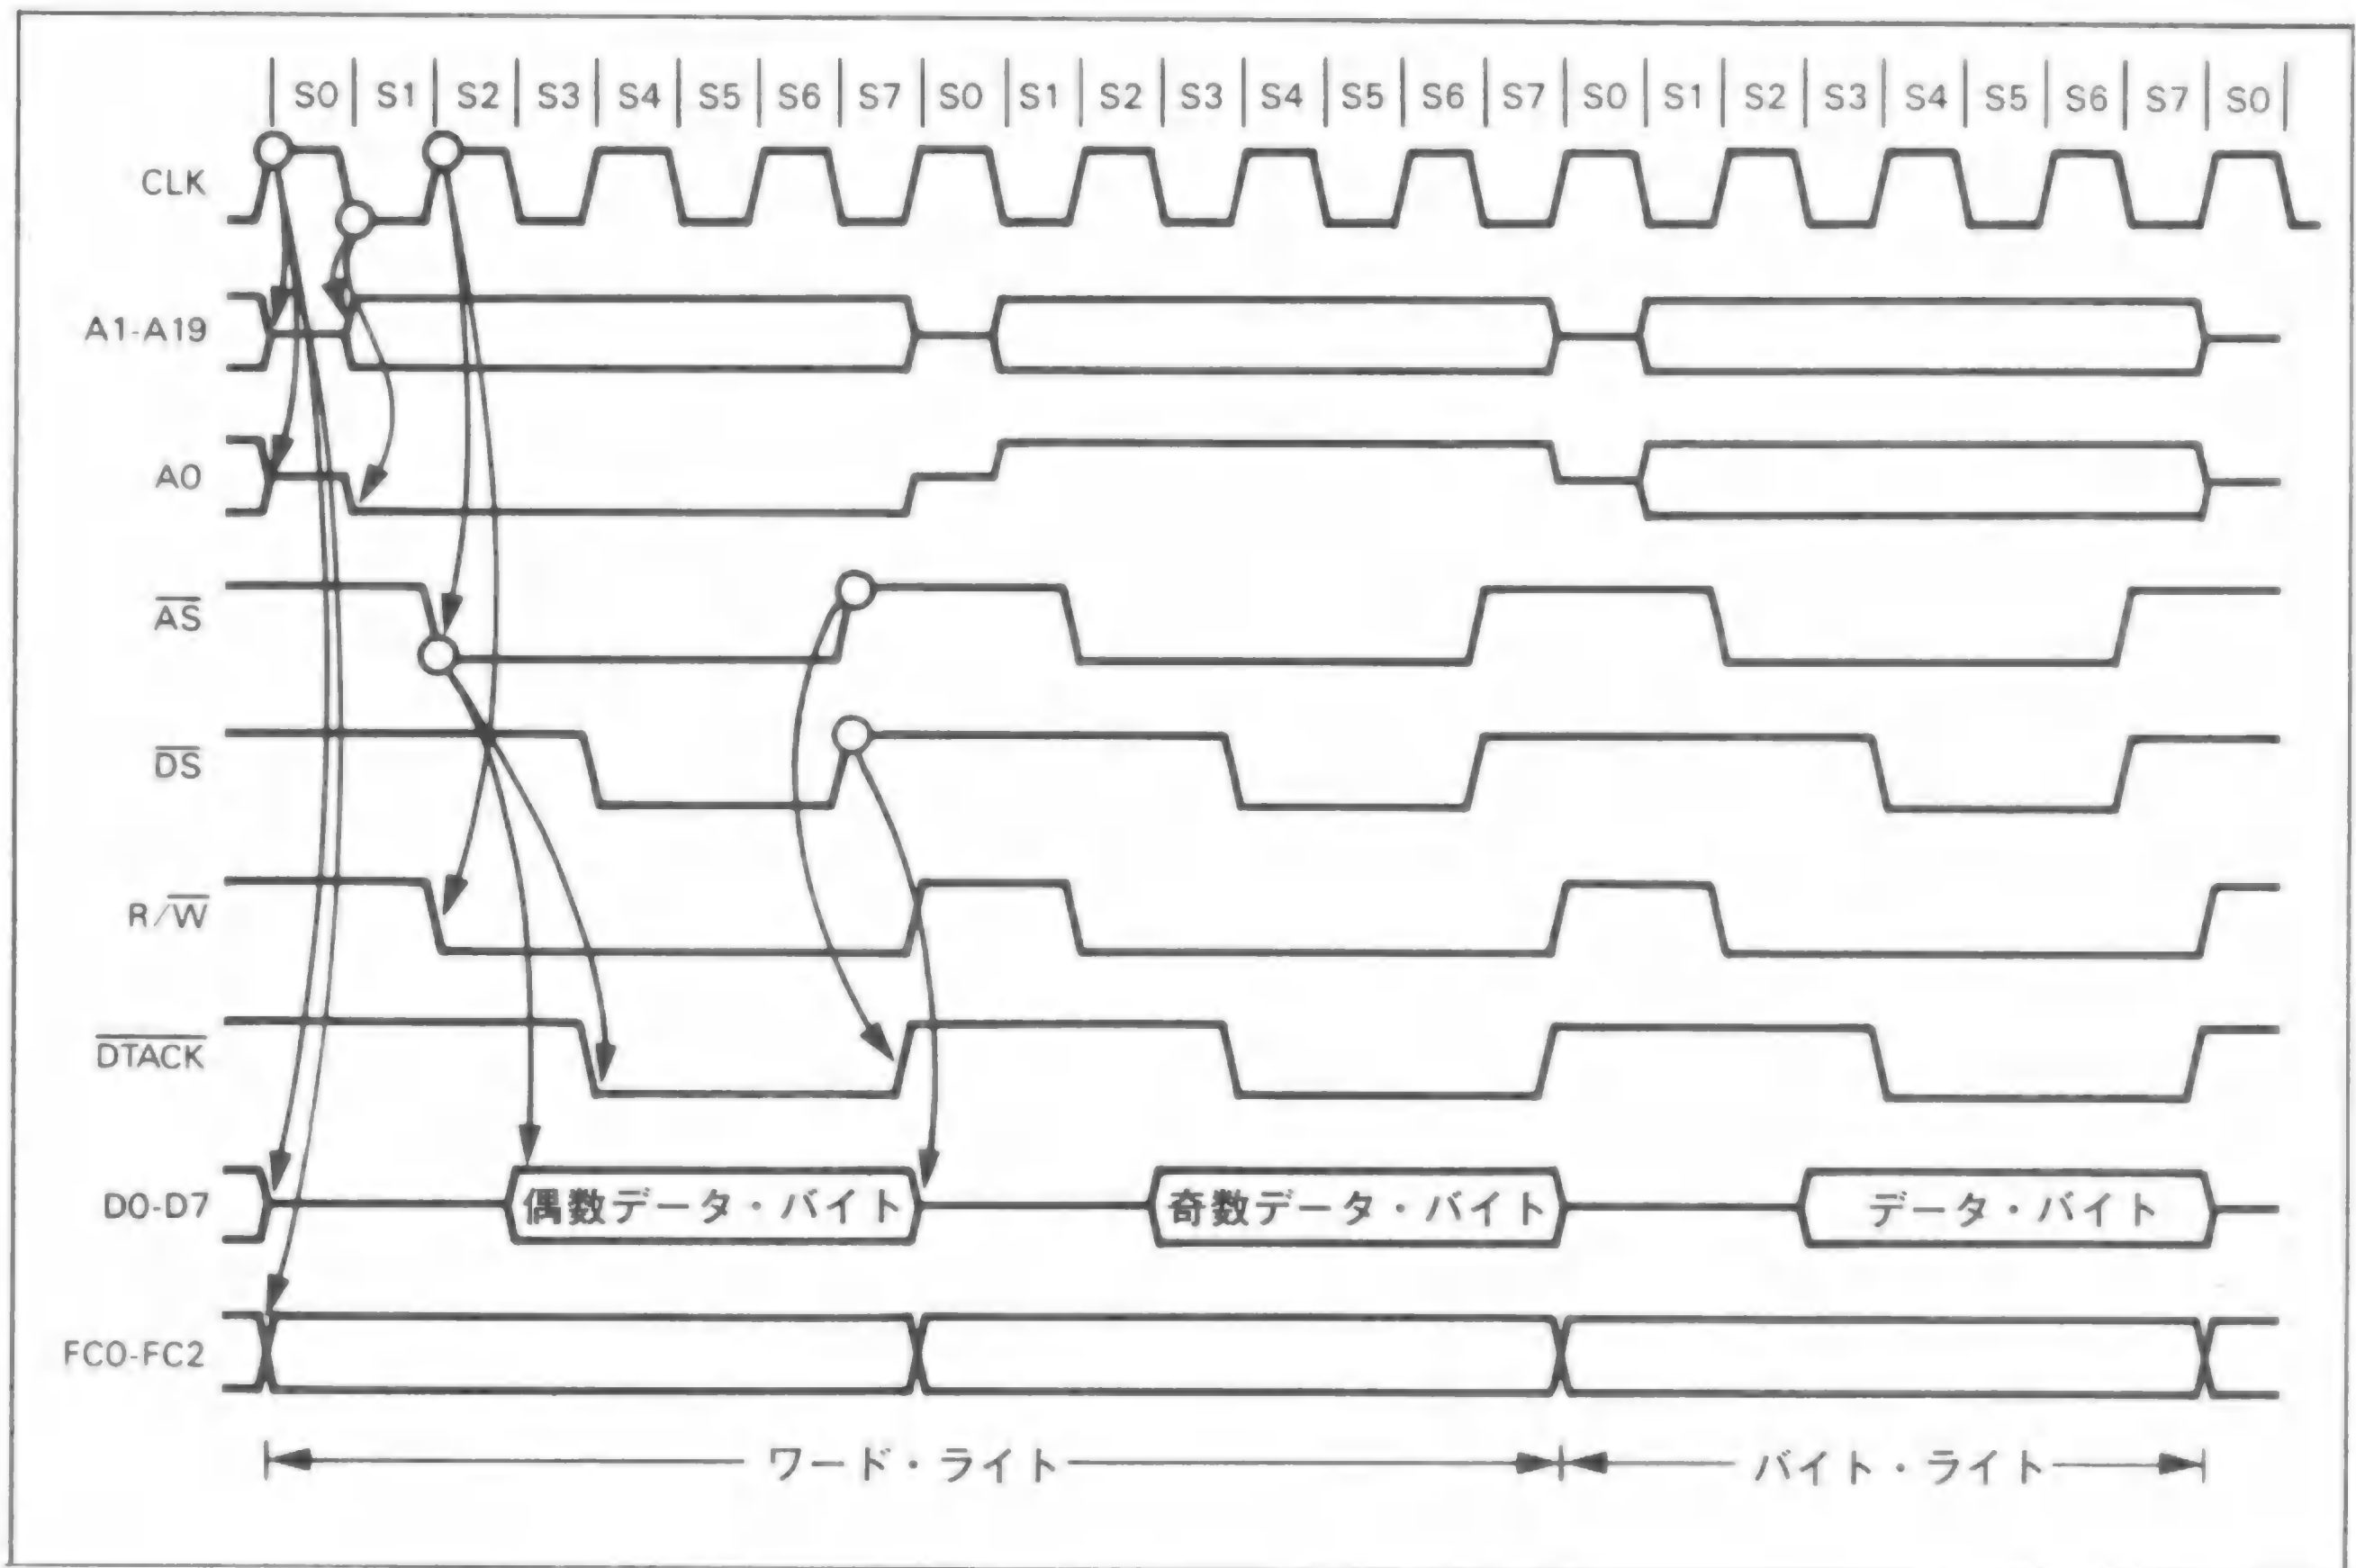 S0 S1 S2 S3 S4 S5 S6 S7 S0 S1 S2 S3 S4 S5 S6 S7 S0 S1 S2 S3 S4 S5 S6 S7 S0
CLK
A1-A19
A0
A̅S̅
D̅S̅
R/W̅
D̅T̅A̅C̅K̅
D0-D7 偶数データ・バイト 奇数データ・バイト データ・バイト
FC0-FC2
ワード・ライト バイト・ライト